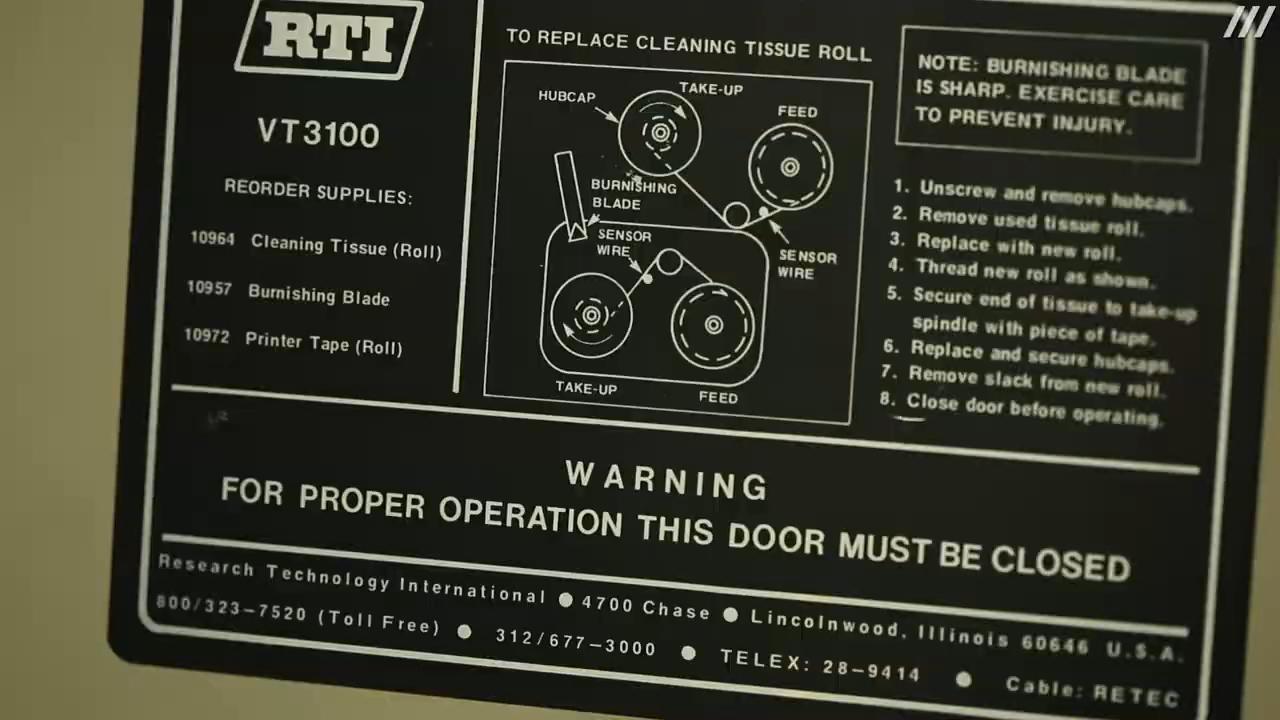 RTI
VT3100
REORDER SUPPLIES:
10964 Cleaning Tissue (Roll)
10957 Burnishing Blade
10972 Printer Tape (Roll)
TO REPLACE CLEANING TISSUE ROLL
HUBCAP
TAKE-UP
FEED
BURNISHING
BLADE
SENSOR
WIRE
SENSOR
WIRE
TAKE-UP
FEED
NOTE: BURNISHING BLADE
IS SHARP. EXERCISE CARE
TO PREVENT INJURY.
1. Unscrew and remove hubcaps.
2. Remove used tissue roll.
3. Replace with new roll.
4. Thread new roll as shown.
5. Secure end of tissue to take-up
spindle with piece of tape.
6. Replace and secure hubcaps.
7. Remove slack from new roll.
8. Close door before operating.
WARNING
FOR PROPER OPERATION THIS DOOR MUST BE CLOSED
Research Technology International ● 4700 Chase ● Lincolnwood, Illinois 60646 U.S.A.
800/323-7520 (Toll Free) ● 312/677-3000 ● TELEX: 28-9414 ● Cable: RETEC